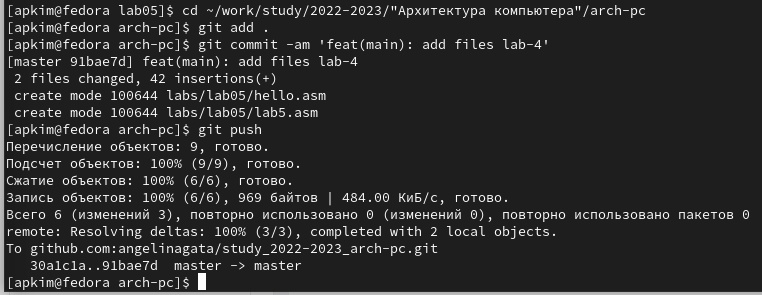 [apkim@fedora lab05]$ cd ~/work/study/2022-2023/"Архитектура компьютера"/arch-pc
[apkim@fedora arch-pc]$ git add .
[apkim@fedora arch-pc]$ git commit -am 'feat(main): add files lab-4'
[master 91bae7d] feat(main): add files lab-4
 2 files changed, 42 insertions(+)
 create mode 100644 labs/lab05/hello.asm
 create mode 100644 labs/lab05/lab5.asm
[apkim@fedora arch-pc]$ git push
Перечисление объектов: 9, готово.
Подсчет объектов: 100% (9/9), готово.
Сжатие объектов: 100% (6/6), готово.
Запись объектов: 100% (6/6), 969 байтов | 484.00 КиБ/с, готово.
Всего 6 (изменений 3), повторно использовано 0 (изменений 0), повторно использовано пакетов 0
remote: Resolving deltas: 100% (3/3), completed with 2 local objects.
To github.com:angelinagata/study_2022-2023_arch-pc.git
   30a1c1a..91bae7d  master -> master
[apkim@fedora arch-pc]$